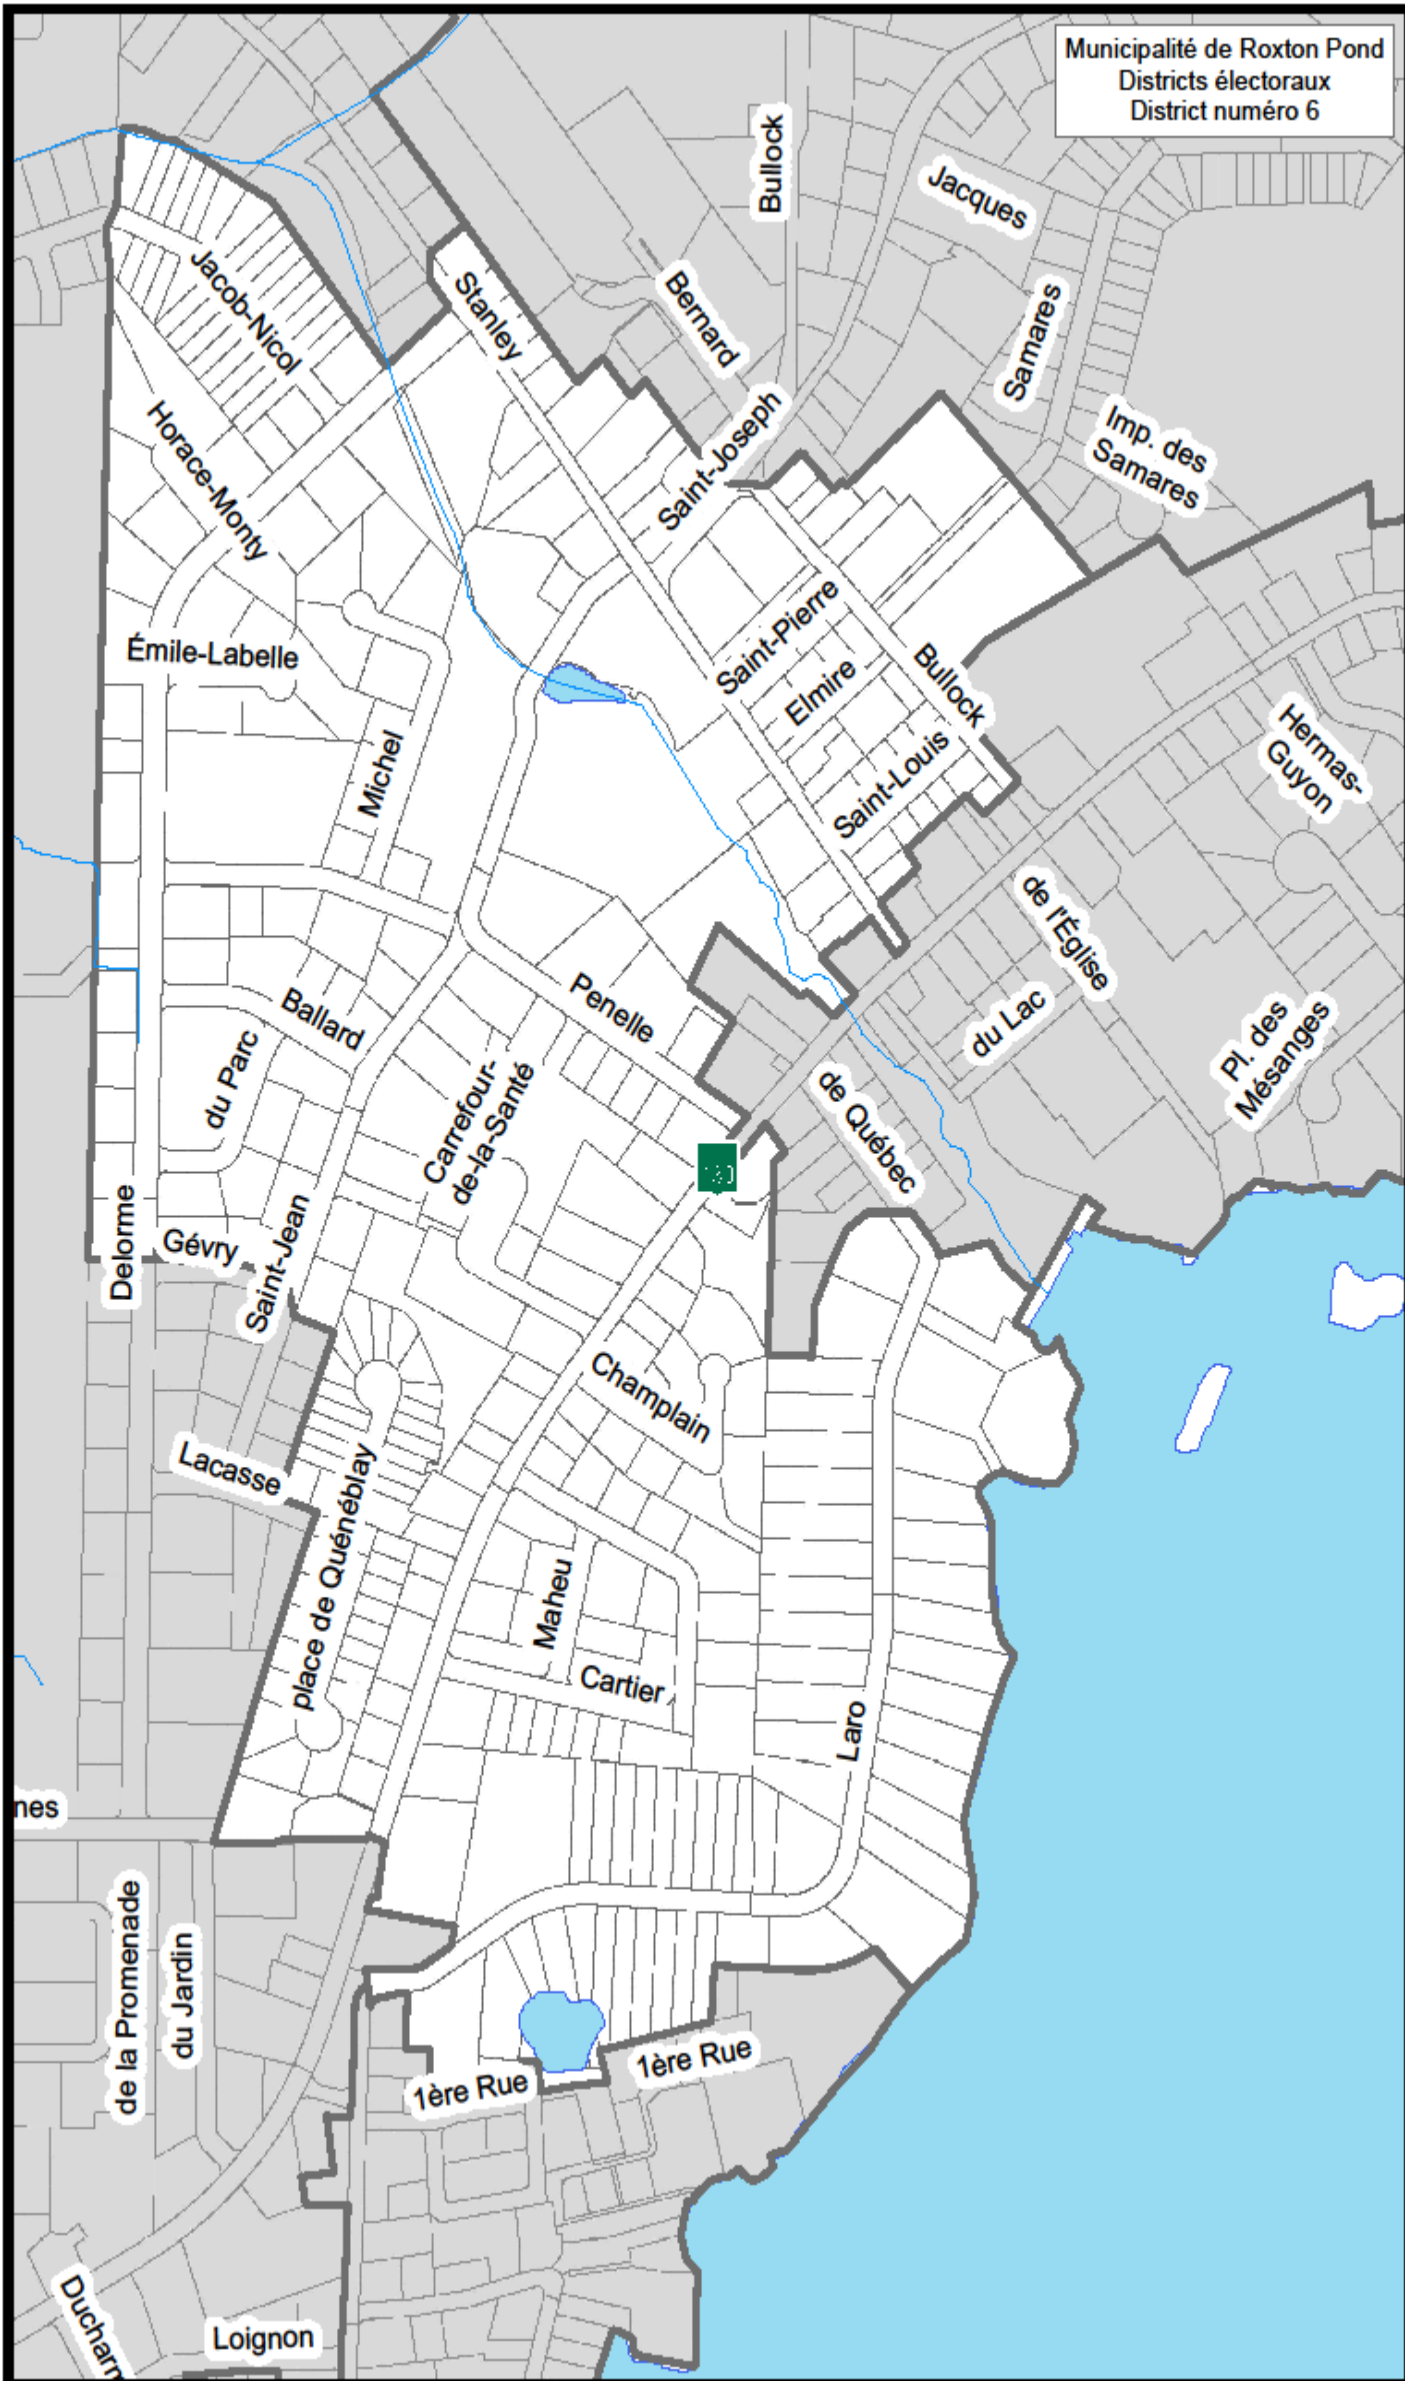 Municipalité de Roxton Pond
Districts électoraux
District numéro 6
Bullock
Jacques
Jacob-Nicol
Stanley
Bernard
Samares
Saint-Joseph
Imp. des
Samares
Horace-Monty
Émile-Labelle
Saint-Pierre
Elmire
Bullock
Michel
Saint-Louis
Hermas-
Guyon
de l'Église
Ballard
Penelle
du Lac
du Parc
Carrefour-
de-la-Santé
de Québec
Pl. des
Mésanges
Delorme
Gévry
Saint-Jean
Champlain
Lacasse
place de Quénéblay
Maheu
Cartier
Laro
nes
de la Promenade
du Jardin
1ère Rue
1ère Rue
Ducharm
Loignon